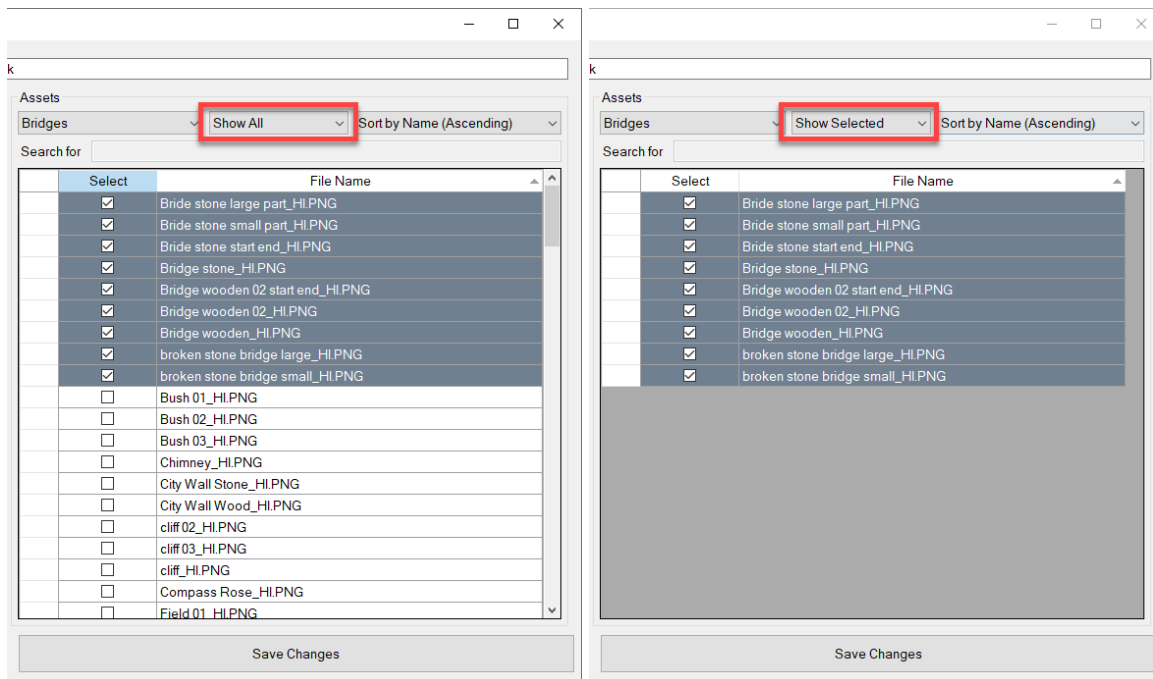 k
Assets
Bridges Show All Sort by Name (Ascending)
Search for
Select File Name
Bride stone large part_HI.PNG
Bride stone small part_HI.PNG
Bride stone start end_HI.PNG
Bridge stone_HI.PNG
Bridge wooden 02 start end_HI.PNG
Bridge wooden 02_HI.PNG
Bridge wooden_HI.PNG
broken stone bridge large_HI.PNG
broken stone bridge small_HI.PNG
Bush 01_HI.PNG
Bush 02_HI.PNG
Bush 03_HI.PNG
Chimney_HI.PNG
City Wall Stone_HI.PNG
City Wall Wood_HI.PNG
cliff 02_HI.PNG
cliff 03_HI.PNG
cliff_HI.PNG
Compass Rose_HI.PNG
Field 01_HI.PNG
Save Changes
k
Assets
Bridges Show Selected Sort by Name (Ascending)
Search for
Select File Name
Bride stone large part_HI.PNG
Bride stone small part_HI.PNG
Bride stone start end_HI.PNG
Bridge stone_HI.PNG
Bridge wooden 02 start end_HI.PNG
Bridge wooden 02_HI.PNG
Bridge wooden_HI.PNG
broken stone bridge large_HI.PNG
broken stone bridge small_HI.PNG
Save Changes